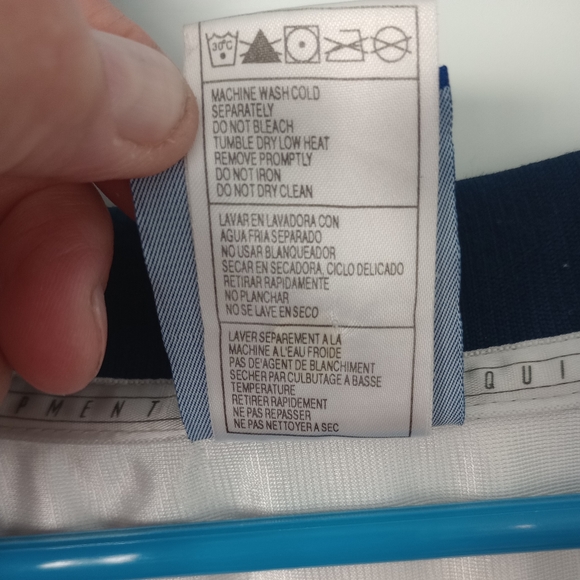 30°C
MACHINE WASH COLD
SEPARATELY
DO NOT BLEACH
TUMBLE DRY LOW HEAT
REMOVE PROMPTLY
DO NOT IRON
DO NOT DRY CLEAN
LAVAR EN LAVADORA CON
AGUA FRIA SEPARADO
NO USAR BLANQUEADOR
SECAR EN SECADORA, CICLO DELICADO
RETIRAR RAPIDAMENTE
NO PLANCHAR
NO SE LAVE EN SECO
LAVER SEPAREMENT A LA
MACHINE A L'EAU FROIDE
PAS DE'AGENT DE BLANCHIMENT
SECHER PAR CULBUTAGE A BASSE
TEMPERATURE
RETIRER RAPIDEMENT
NE PAS REPASSER
NE PAS NETTOYER A SEC
PMENT
QUI